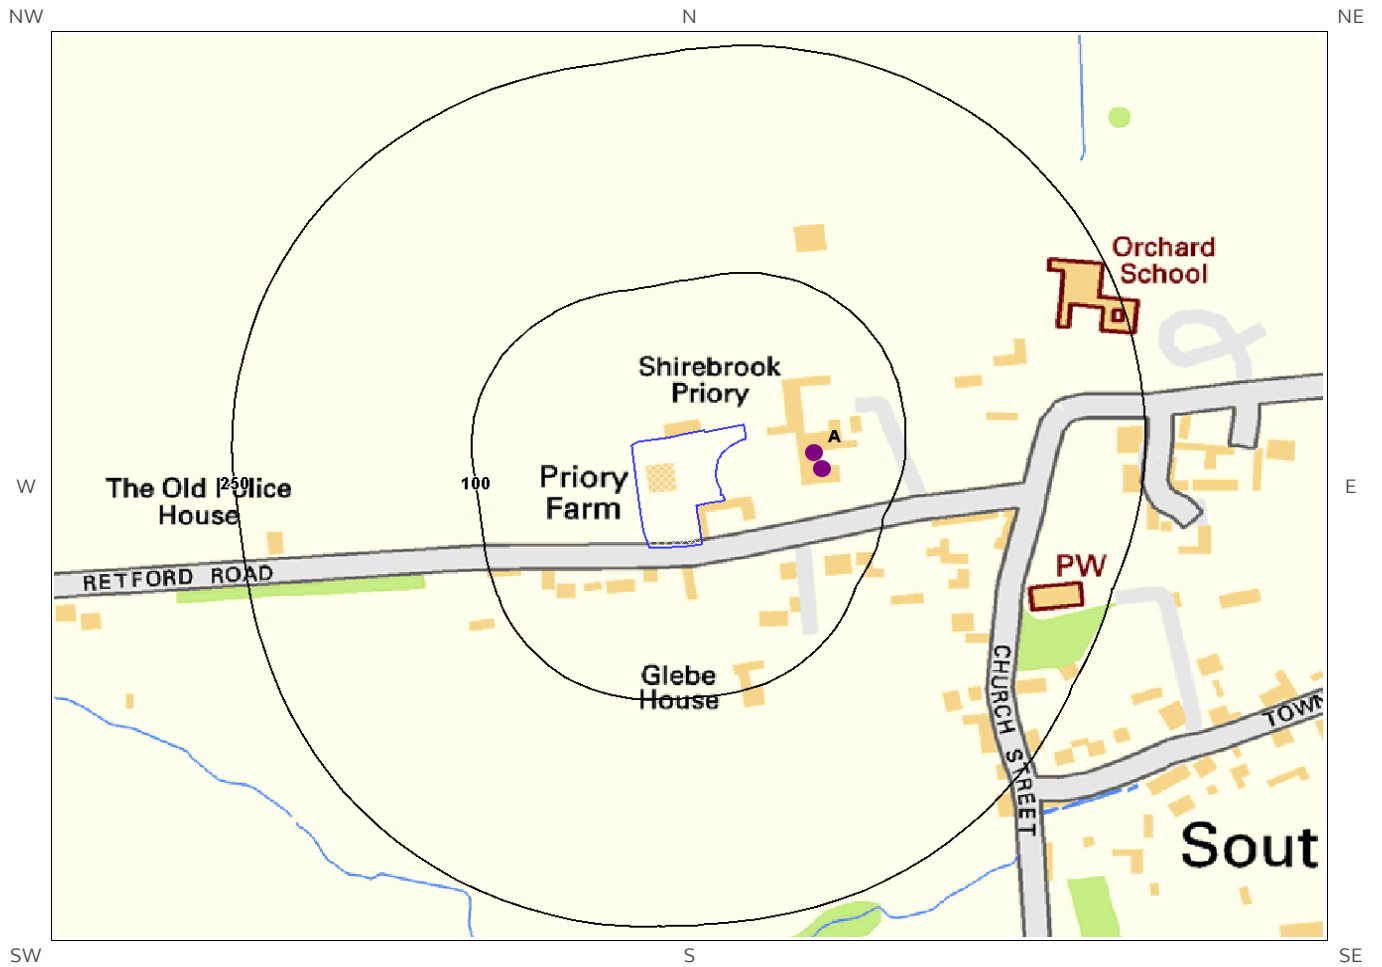 NW
N
NE
Orchard
School
Shirebrook
Priory
A
W
The Old Police
House
250
100
Priory
Farm
E
PW
RETFORD ROAD
CHURCH STREET
Glebe
House
TOWN
Sout
SW
S
SE